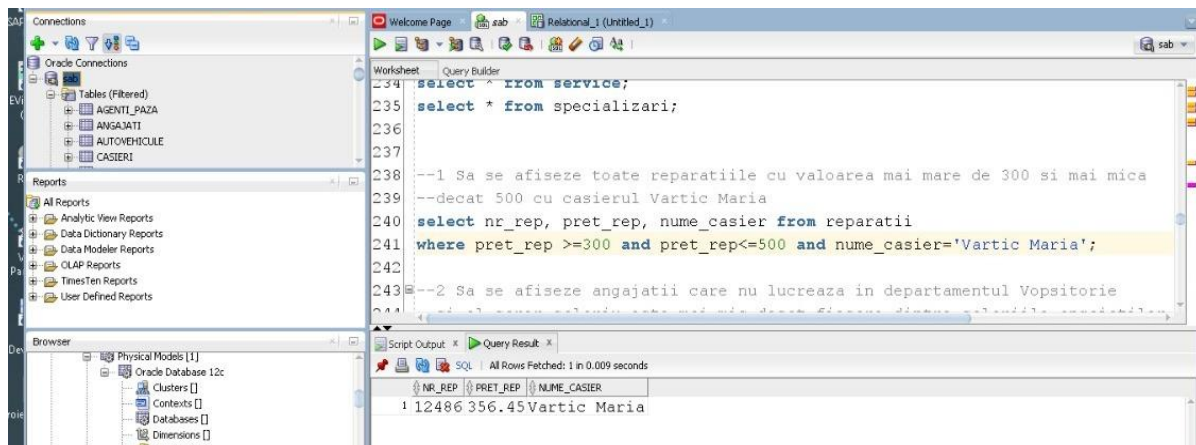 Connections
Oracle Connections
sab
Tables (Filtered)
AGENTI_PAZA
ANGAJATI
AUTOVEHICULE
CASIERI
Reports
All Reports
Analytic View Reports
Data Dictionary Reports
Data Modeler Reports
OLAP Reports
TimesTen Reports
User Defined Reports
Browser
Physical Models [1]
Oracle Database 12c
Clusters []
Contexts []
Databases []
Dimensions []
Welcome Page
sab
Relational_1 (Untitled_1)
sab
Worksheet Query Builder
234 select * from service;
235 select * from specializari;
236
237
238 --1 Sa se afiseze toate reparatiile cu valoarea mai mare de 300 si mai mica
239 --decat 500 cu casierul Vartic Maria
240 select nr_rep, pret_rep, nume_casier from reparatii
241 where pret_rep >=300 and pret_rep<=500 and nume_casier='Vartic Maria';
242
243 --2 Sa se afiseze angajatii care nu lucreaza in departamentul Vopsitorie
Script Output x Query Result x
SQL | All Rows Fetched: 1 in 0.009 seconds
NR_REP PRET_REP NUME_CASIER
1 12486 356.45 Vartic Maria